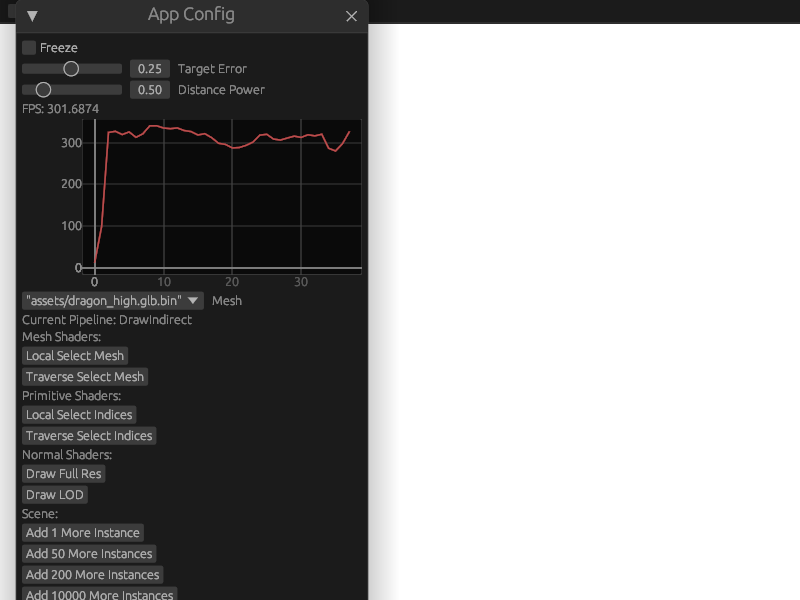 App Config
Freeze
0.25 Target Error
0.50 Distance Power
FPS: 301.6874
300
200
100
0
0 10 20 30
"assets/dragon_high.glb.bin" Mesh
Current Pipeline: DrawIndirect
Mesh Shaders:
Local Select Mesh
Traverse Select Mesh
Primitive Shaders:
Local Select Indices
Traverse Select Indices
Normal Shaders:
Draw Full Res
Draw LOD
Scene:
Add 1 More Instance
Add 50 More Instances
Add 200 More Instances
Add 10000 More Instances